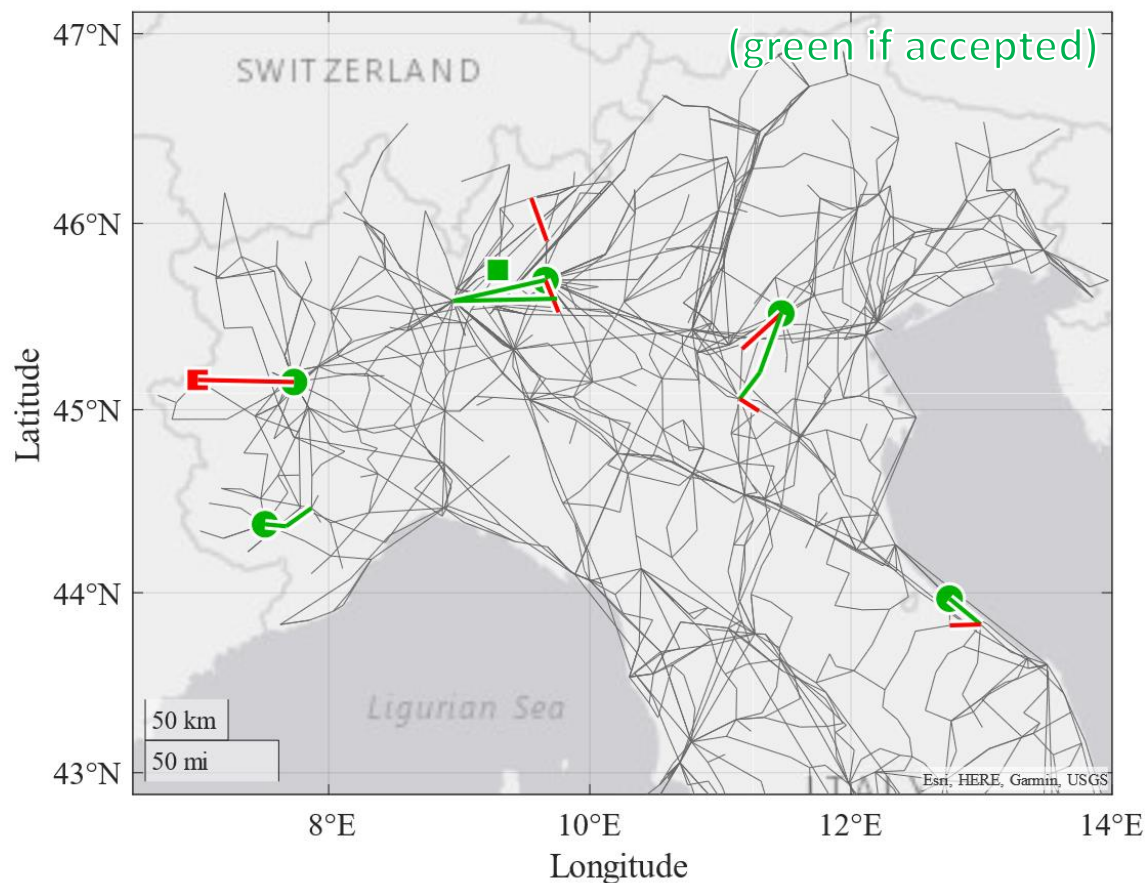 47°N
(green if accepted)
SWITZERLAND
46°N
45°N
44°N
43°N
Latitude
Ligurian Sea
50 km
50 mi
ITALY
Esri, HERE, Garmin, USGS
8°E
10°E
12°E
14°E
Longitude